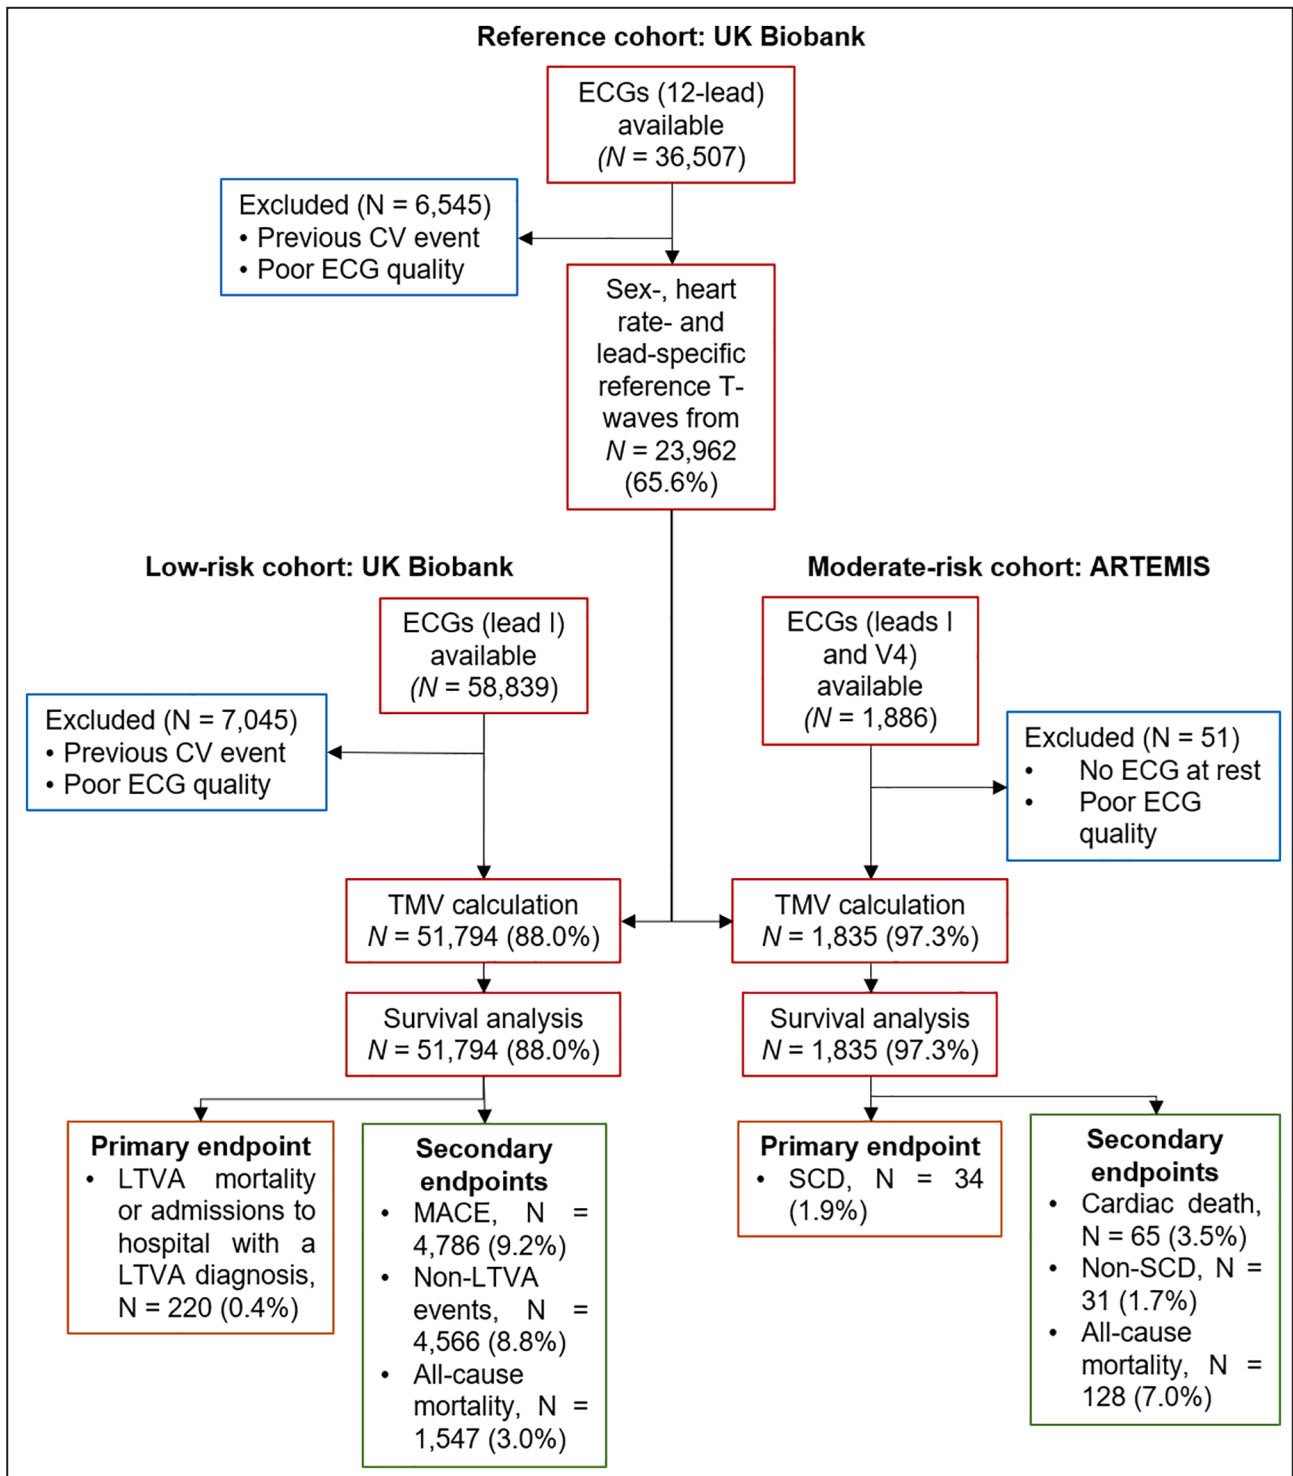 Reference cohort: UK Biobank
ECGs (12-lead)
available
(N = 36,507)
Excluded (N = 6,545)
• Previous CV event
• Poor ECG quality
Sex-, heart
rate- and
lead-specific
reference T-
waves from
N = 23,962
(65.6%)
Low-risk cohort: UK Biobank
ECGs (lead I)
available
(N = 58,839)
Excluded (N = 7,045)
• Previous CV event
• Poor ECG quality
TMV calculation
N = 51,794 (88.0%)
Survival analysis
N = 51,794 (88.0%)
Primary endpoint
• LTVA mortality
or admissions to
hospital with a
LTVA diagnosis,
N = 220 (0.4%)
Secondary
endpoints
• MACE, N =
4,786 (9.2%)
• Non-LTVA
events, N =
4,566 (8.8%)
• All-cause
mortality, N =
1,547 (3.0%)
Moderate-risk cohort: ARTEMIS
ECGs (leads I
and V4)
available
(N = 1,886)
Excluded (N = 51)
• No ECG at rest
• Poor ECG
quality
TMV calculation
N = 1,835 (97.3%)
Survival analysis
N = 1,835 (97.3%)
Primary endpoint
• SCD, N = 34
(1.9%)
Secondary
endpoints
• Cardiac death,
N = 65 (3.5%)
• Non-SCD, N =
31 (1.7%)
• All-cause
mortality, N =
128 (7.0%)